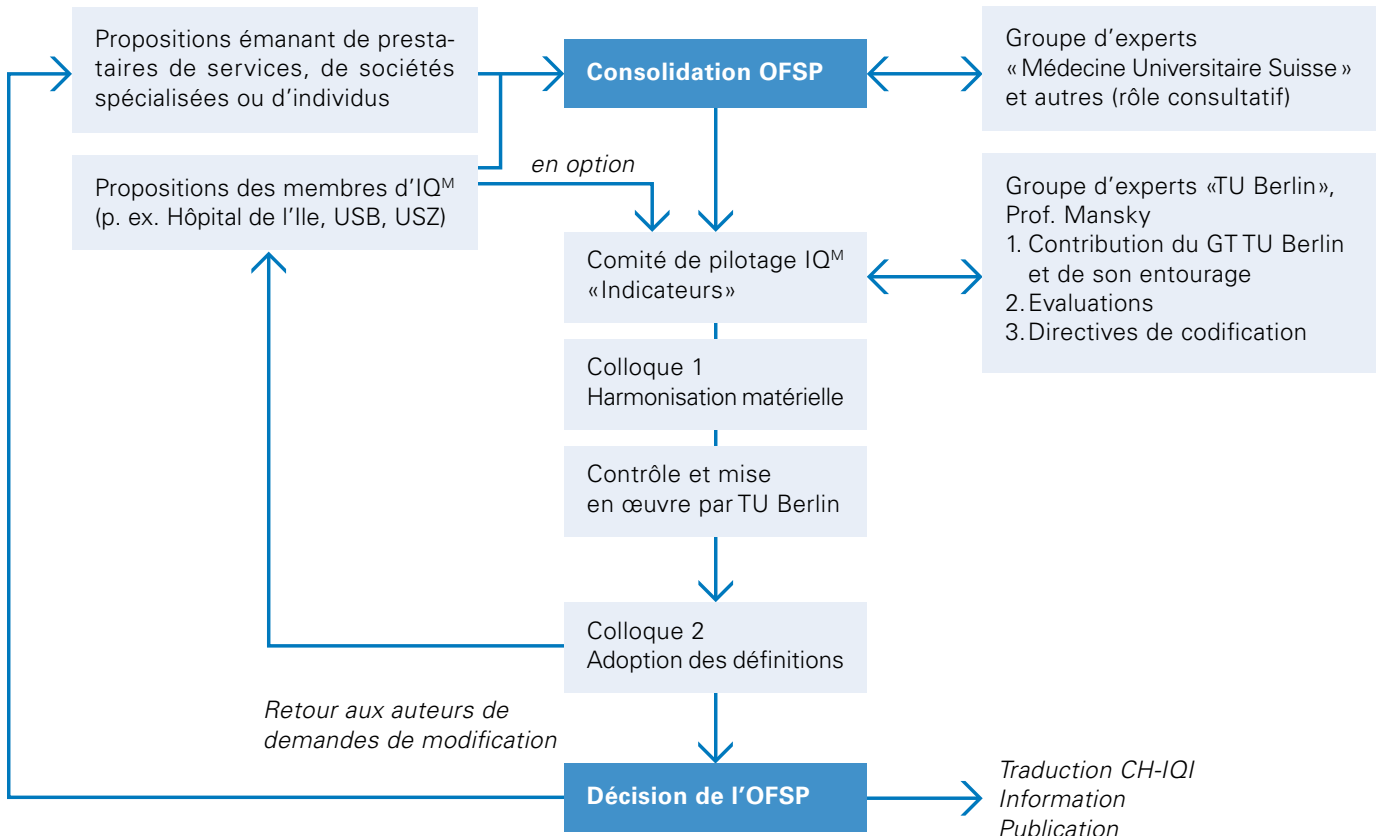 Propositions émanant de presta-
taires de services, de sociétés
spécialisées ou d'individus
Consolidation OFSP
Groupe d'experts
«Médecine Universitaire Suisse»
et autres (rôle consultatif)
en option
Propositions des membres d'IQᴹ
(p. ex. Hôpital de l'Ile, USB, USZ)
Comité de pilotage IQᴹ
«Indicateurs»
Groupe d'experts «TU Berlin»,
Prof. Mansky
1. Contribution du GT TU Berlin
et de son entourage
2. Evaluations
3. Directives de codification
Colloque 1
Harmonisation matérielle
Contrôle et mise
en œuvre par TU Berlin
Colloque 2
Adoption des définitions
Retour aux auteurs de
demandes de modification
Décision de l'OFSP
Traduction CH-IQI
Information
Publication